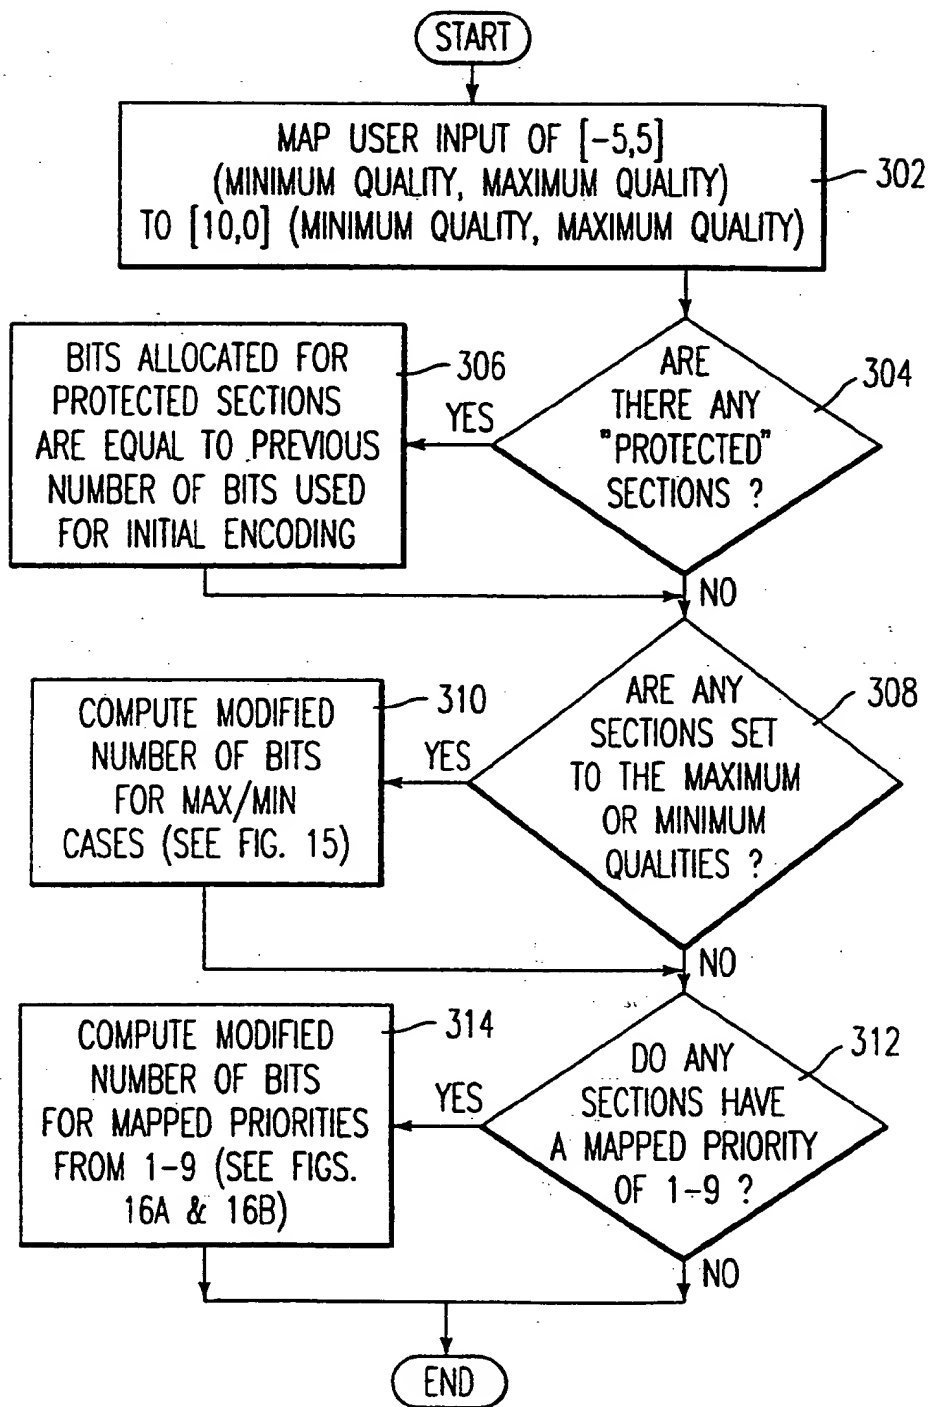 START
MAP USER INPUT OF [-5,5]
(MINIMUM QUALITY, MAXIMUM QUALITY)
TO [10,0] (MINIMUM QUALITY, MAXIMUM QUALITY)
302
ARE
THERE ANY
"PROTECTED"
SECTIONS ?
304
YES
BITS ALLOCATED FOR
PROTECTED SECTIONS
ARE EQUAL TO PREVIOUS
NUMBER OF BITS USED
FOR INITIAL ENCODING
306
NO
ARE ANY
SECTIONS SET
TO THE MAXIMUM
OR MINIMUM
QUALITIES ?
308
YES
COMPUTE MODIFIED
NUMBER OF BITS
FOR MAX/MIN
CASES (SEE FIG. 15)
310
NO
DO ANY
SECTIONS HAVE
A MAPPED PRIORITY
OF 1-9 ?
312
YES
COMPUTE MODIFIED
NUMBER OF BITS
FOR MAPPED PRIORITIES
FROM 1-9 (SEE FIGS.
16A & 16B)
314
NO
END